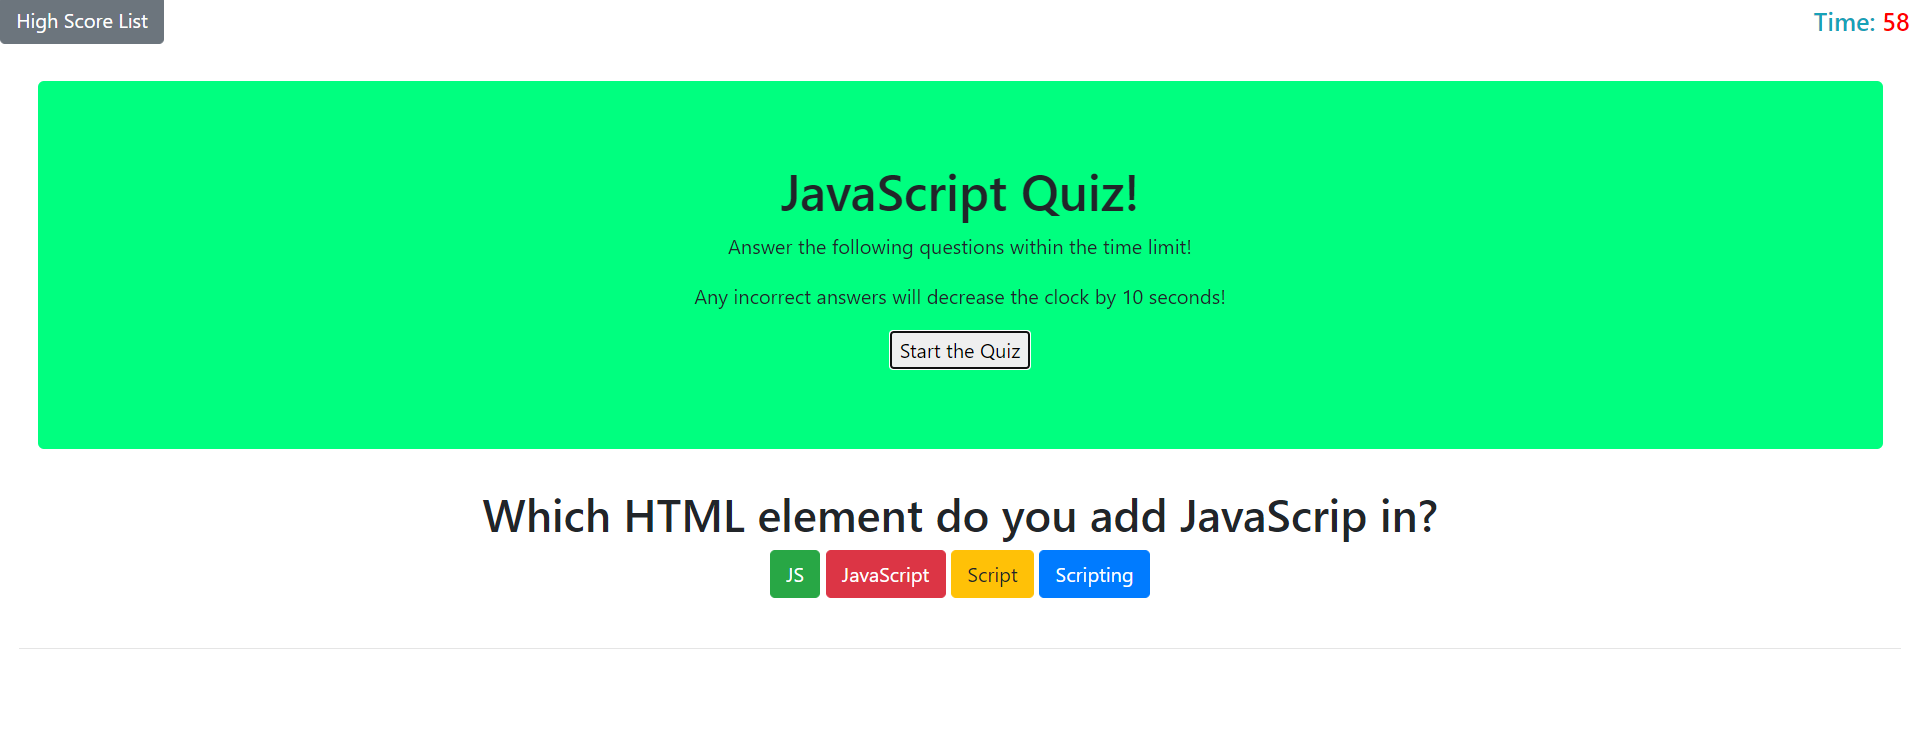 High Score List
Time: 58
JavaScript Quiz!
Answer the following questions within the time limit!
Any incorrect answers will decrease the clock by 10 seconds!
Start the Quiz
Which HTML element do you add JavaScrip in?
JS JavaScript Script Scripting